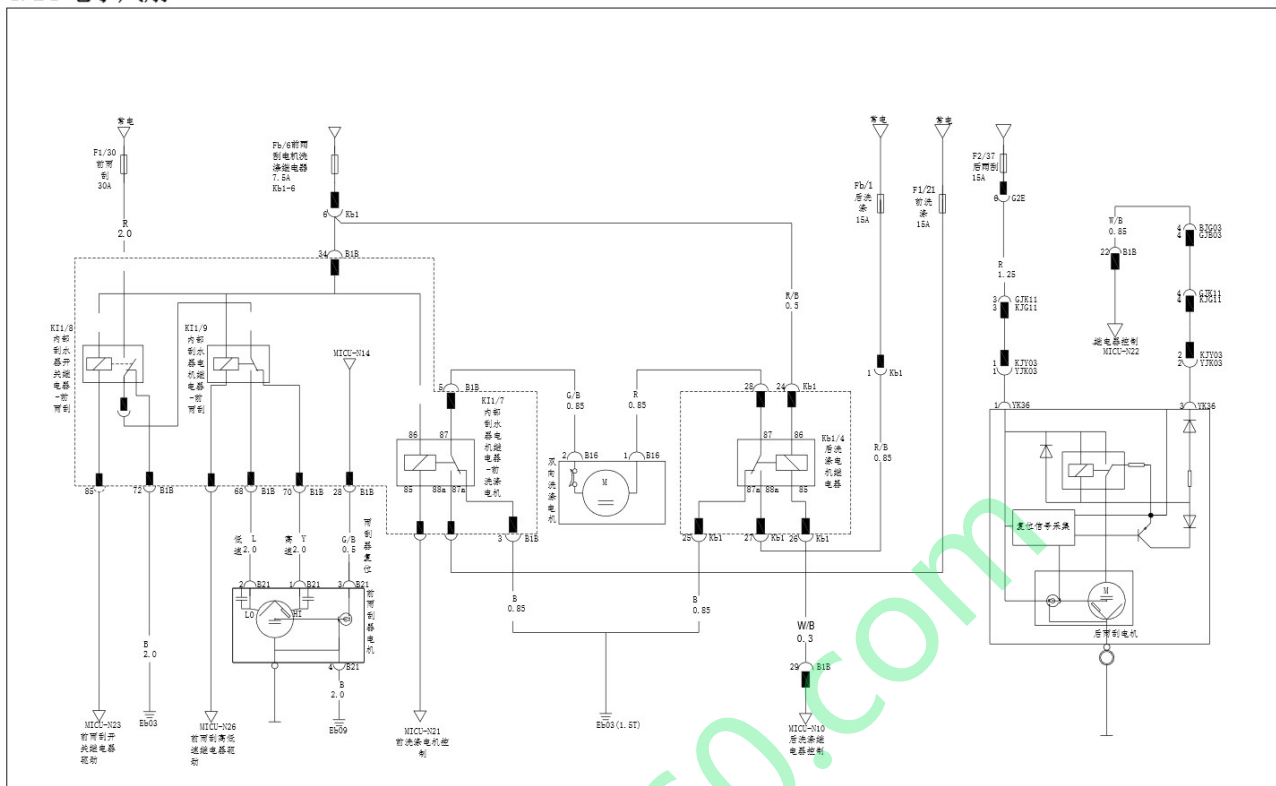 常电
F1/30
前雨
刮
30A
R
2.0
Fb/6前雨
刮电机洗
涤继电器
7.5A
Kb1-6
6 Kb1
34 B1B
常电
Fb/1
后洗
涤
15A
常电
F1/21
前洗
涤
15A
F2/37
后雨刮
15A
6 G2E
R
1.25
3 GJK11
3 KJG11
1 KJY03
1 YJK03
1 YK36
W/B
0.85
22 B1B
继电器控制
MICU-N22
4 BJG03
4 GJB03
4 GJK11
4 KJG11
2 KJY03
2 YJK03
3 YK36
KI1/8
内部
刮水
器开
关继
电器
-前雨
刮
KI1/9
内部
刮水
器电
机继
电器
-前雨
刮
MICU-N14
R/B
0.5
1 Kb1
R/B
0.85
5 B1B
KI1/7
内部
刮水
器电
机继
电器
-前
洗涤
电机
86 87
85 88a 87a
G/B
0.85
R
0.85
2 B16
1 B16
双向洗涤电机
M
28
24 Kb1
87 86
87a 88a 85
Kb1/4
后洗
涤电
机继
电器
85
72 B1B
68 B1B
70 B1B
28 B1B
3 B1B
25 Kb1
27 Kb1
26 Kb1
低速
L
2.0
高速
Y
2.0
G/B
0.5
雨刮器复位
2 B21
1 B21
3 B21
LO
HI
前雨刮器电机
4 B21
B
2.0
Eb09
B
2.0
Eb03
B
0.85
B
0.85
W/B
0.3
29 B1B
复位信号采集
M
后雨刮电机
MICU-N23
前雨刮开
关继电器
驱动
MICU-N26
前雨刮高低
速继电器驱
动
MICU-N21
前洗涤电机控
制
Eb03(1.5T)
MICU-N10
后洗涤继
电器控制